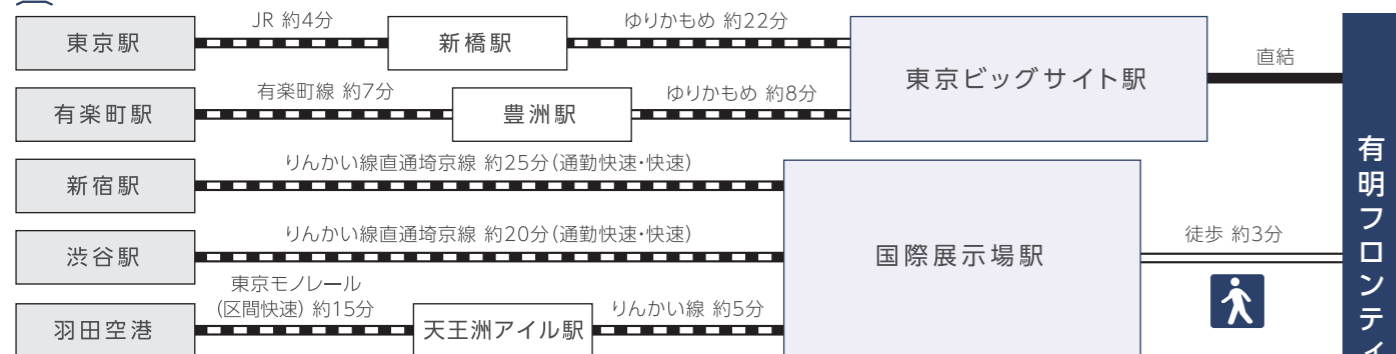 JR 約4分
ゆりかもめ 約22分
東京駅
新橋駅
東京ビッグサイト駅
直結
有楽町線 約7分
ゆりかもめ 約8分
有楽町駅
豊洲駅
りんかい線直通埼京線 約25分(通勤快速・快速)
新宿駅
りんかい線直通埼京線 約20分(通勤快速・快速)
渋谷駅
国際展示場駅
徒歩 約3分
東京モノレール
(区間快速) 約15分
りんかい線 約5分
羽田空港
天王洲アイル駅
有明フロンティ